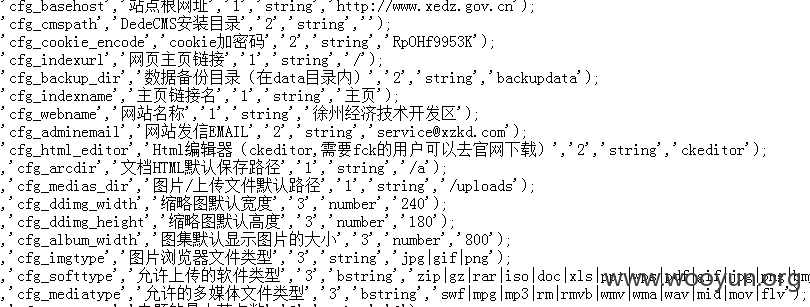 'cfg_basehost','站点根网址','1','string','http://www.xedz.gov.cn');
'cfg_cmspath','DedeCMS安装目录','2','string','');
'cfg_cookie_encode','cookie加密码','2','string','RpOHf9953K');
'cfg_indexurl','网页主页链接','1','string','/');
'cfg_backup_dir','数据备份目录（在data目录内）','2','string','backupdata');
'cfg_indexname','主页链接名','1','string','主页');
'cfg_webname','网站名称','1','string','徐州经济技术开发区');
'cfg_adminemail','网站发信EMAIL','2','string','service@xzkd.com');
'cfg_html_editor','Html编辑器（ckeditor,需要fck的用户可以去官网下载）','2','string','ckeditor');
,'cfg_arcdir','文档HTML默认保存路径','1','string','/a');
,'cfg_medias_dir','图片/上传文件默认路径','1','string','/uploads');
,'cfg_ddimg_width','缩略图默认宽度','3','number','240');
,'cfg_ddimg_height','缩略图默认高度','3','number','180');
,'cfg_album_width','图集默认显示图片的大小','3','number','800');
,'cfg_imgtype','图片浏览器文件类型','3','string','jpg|gif|png');
,'cfg_softtype','允许上传的软件类型','3','bstring','zip|gz|rar|iso|doc|xls|
,'cfg_mediatype','允许的多媒体文件类型','3','bstring','swf|mpg|mp3|rm|rmvb|wmv|wma|wav|mid|mov|flv
www.wooyun.org